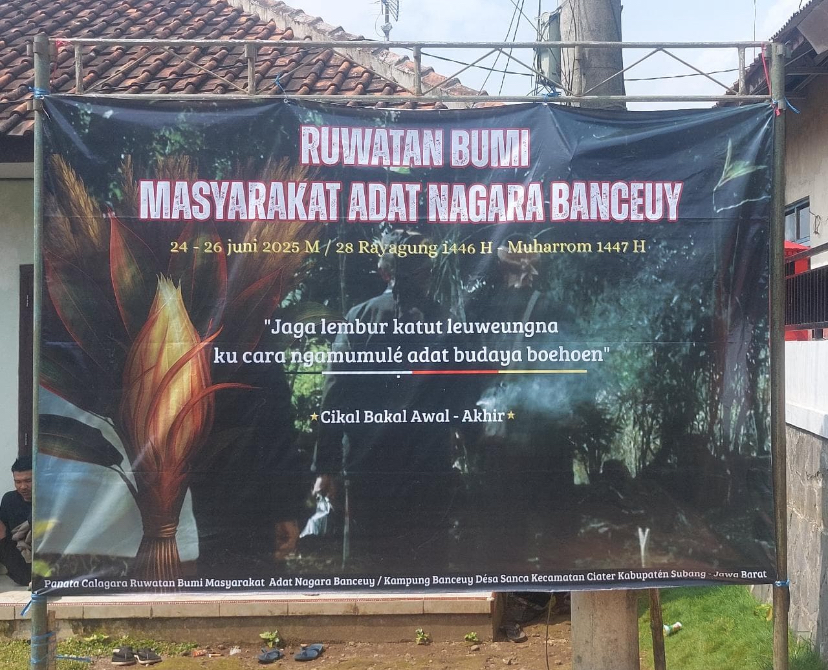 RUWATAN BUMI
MASYARAKAT ADAT NAGARA BANCEUY
24 - 26 juni 2025 M / 28 Rayagung 1446 H - Muharrom 1447 H
"Jaga lembur katut leuweungna
ku cara ngamumulé adat budaya boehoen"
Cikal Bakal Awal - Akhir
Panata Calagara Ruwatan Bumi Masyarakat Adat Nagara Banceuy / Kampung Banceuy Désa Sanca Kecamatan Ciater Kabupatén Subang - Jawa Barat